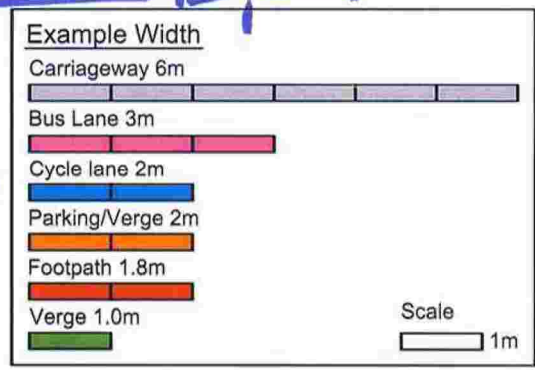 Example Width
Carriageway 6m
Bus Lane 3m
Cycle lane 2m
Parking/Verge 2m
Footpath 1.8m
Verge 1.0m
Scale
1m